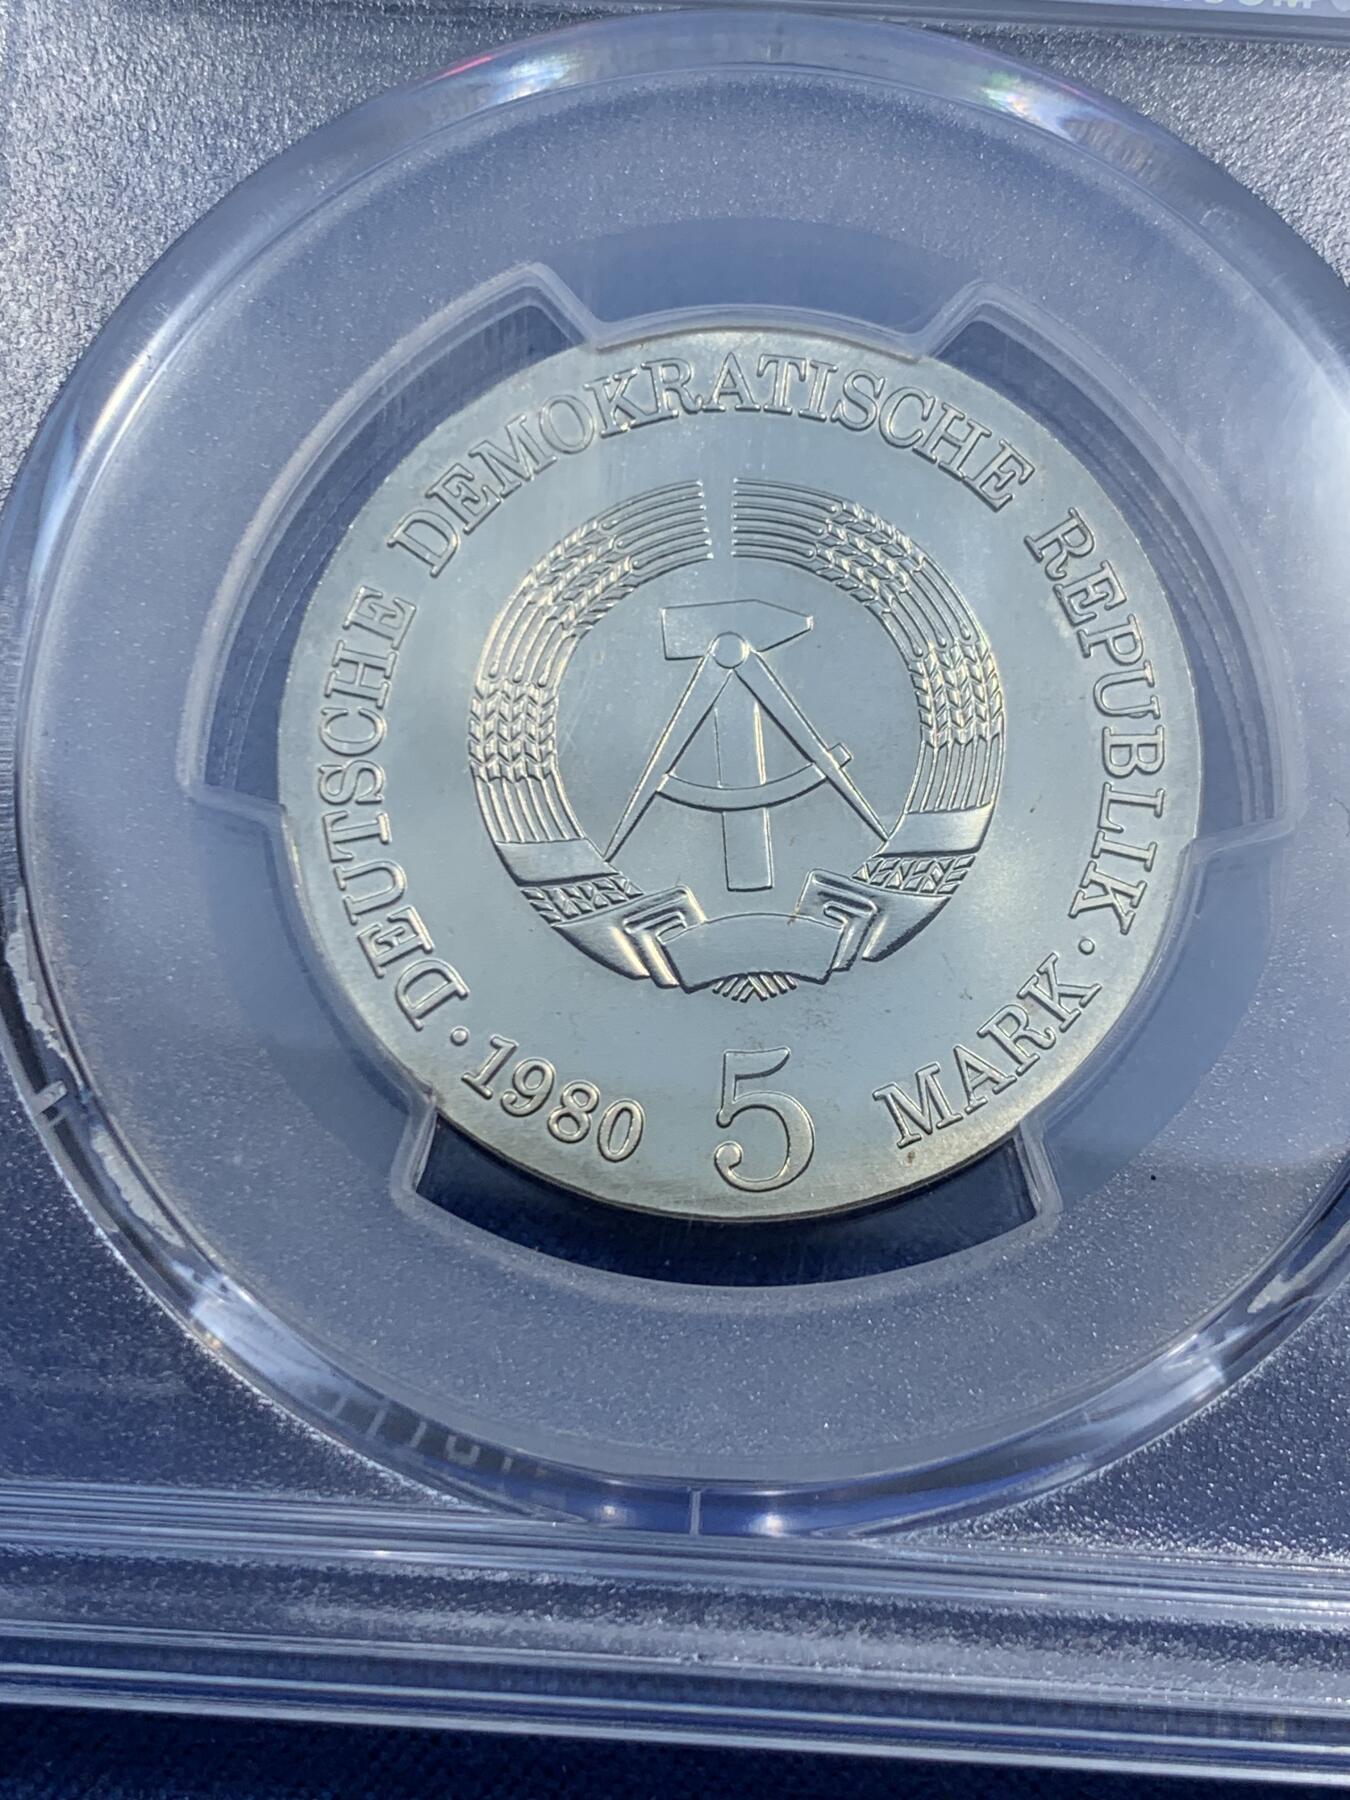 DEUTSCHE DEMOKRATISCHE REPUBLIK
· 1980
5
MARK ·